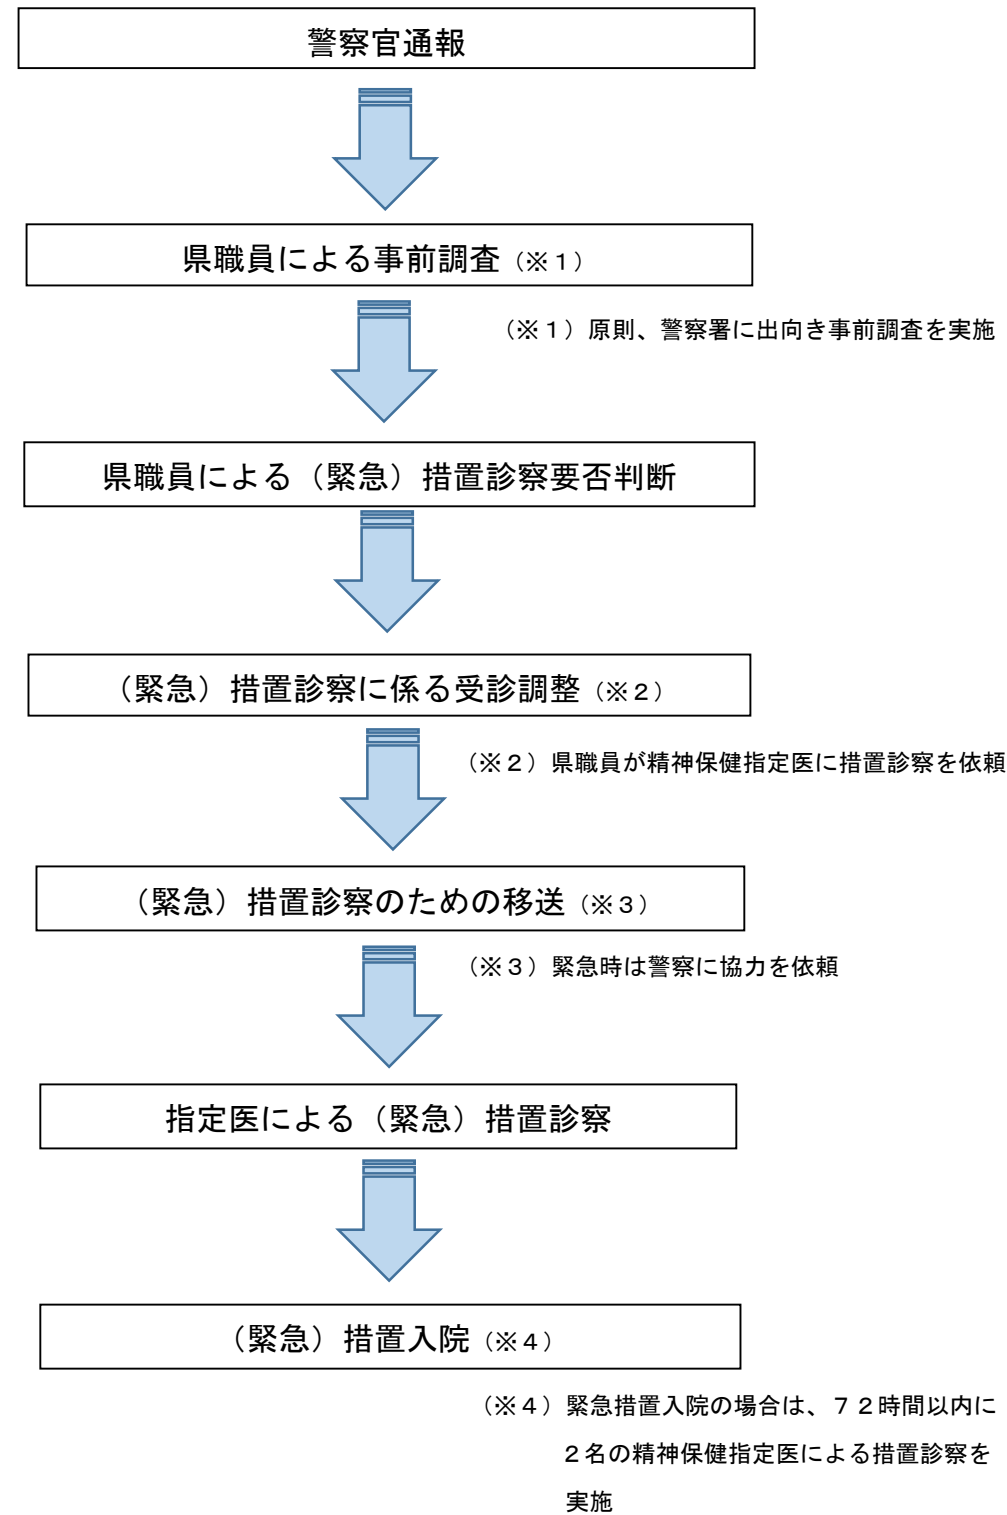 警察官通報
県職員による事前調査（※１）
（※１）原則、警察署に出向き事前調査を実施
県職員による（緊急）措置診察要否判断
（緊急）措置診察に係る受診調整（※２）
（※２）県職員が精神保健指定医に措置診察を依頼
（緊急）措置診察のための移送（※３）
（※３）緊急時は警察に協力を依頼
指定医による（緊急）措置診察
（緊急）措置入院（※４）
（※４）緊急措置入院の場合は、７２時間以内に
２名の精神保健指定医による措置診察を
実施